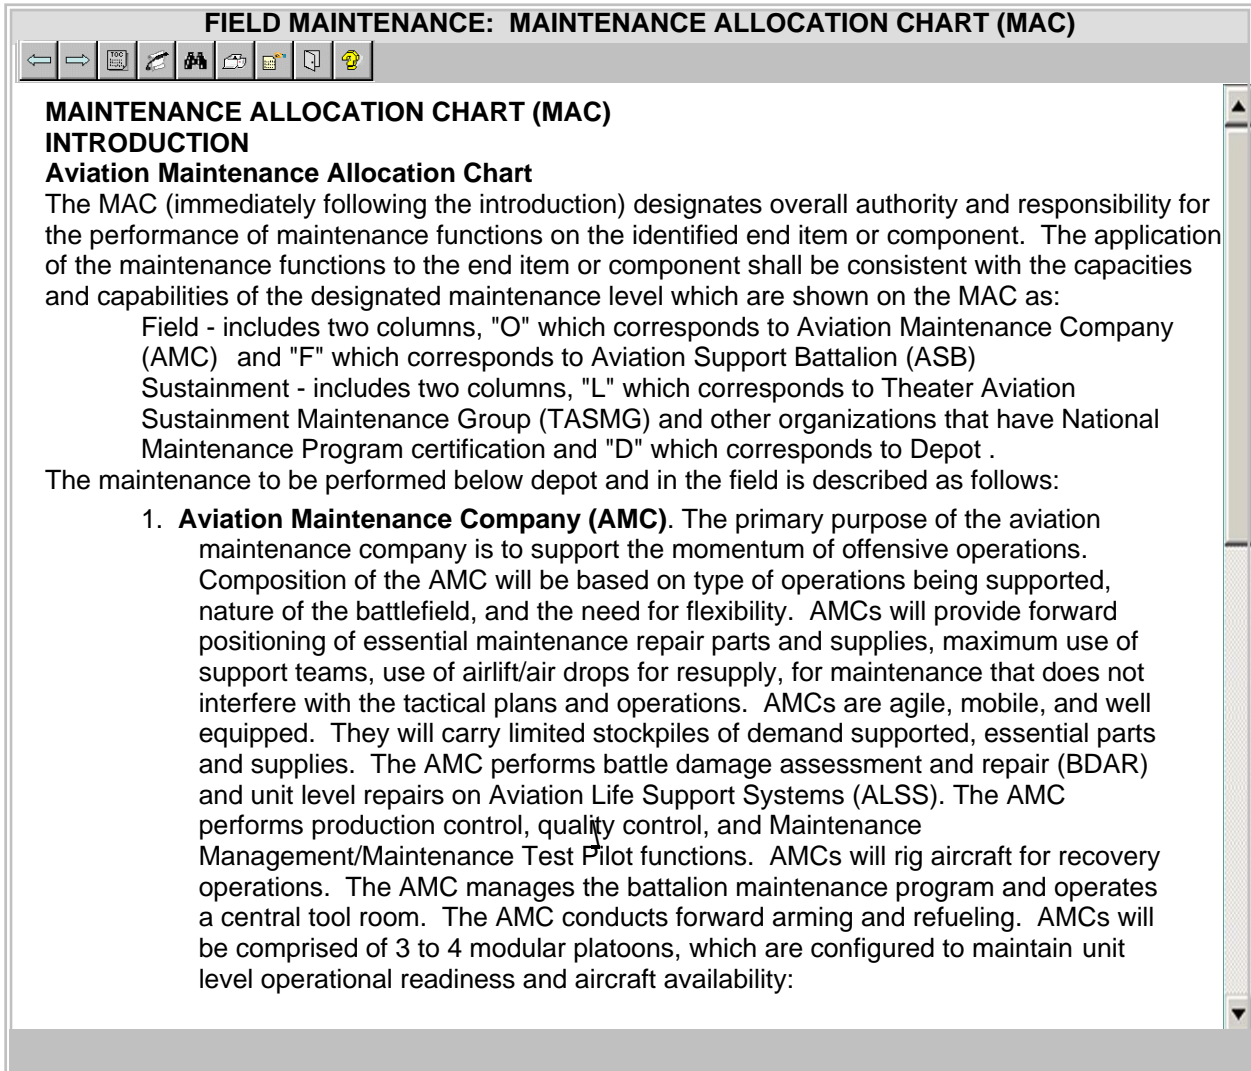 FIELD MAINTENANCE:  MAINTENANCE ALLOCATION CHART (MAC)
TOC
MAINTENANCE ALLOCATION CHART (MAC)
INTRODUCTION
Aviation Maintenance Allocation Chart
The MAC (immediately following the introduction) designates overall authority and responsibility for
the performance of maintenance functions on the identified end item or component.  The application
of the maintenance functions to the end item or component shall be consistent with the capacities
and capabilities of the designated maintenance level which are shown on the MAC as:
Field - includes two columns, "O" which corresponds to Aviation Maintenance Company
(AMC)  and "F" which corresponds to Aviation Support Battalion (ASB)
Sustainment - includes two columns, "L" which corresponds to Theater Aviation
Sustainment Maintenance Group (TASMG) and other organizations that have National
Maintenance Program certification and "D" which corresponds to Depot .
The maintenance to be performed below depot and in the field is described as follows:
1.  Aviation Maintenance Company (AMC). The primary purpose of the aviation
maintenance company is to support the momentum of offensive operations.
Composition of the AMC will be based on type of operations being supported,
nature of the battlefield, and the need for flexibility.  AMCs will provide forward
positioning of essential maintenance repair parts and supplies, maximum use of
support teams, use of airlift/air drops for resupply, for maintenance that does not
interfere with the tactical plans and operations.  AMCs are agile, mobile, and well
equipped.  They will carry limited stockpiles of demand supported, essential parts
and supplies.  The AMC performs battle damage assessment and repair (BDAR)
and unit level repairs on Aviation Life Support Systems (ALSS). The AMC
performs production control, quality control, and Maintenance
Management/Maintenance Test Pilot functions.  AMCs will rig aircraft for recovery
operations.  The AMC manages the battalion maintenance program and operates
a central tool room.  The AMC conducts forward arming and refueling.  AMCs will
be comprised of 3 to 4 modular platoons, which are configured to maintain unit
level operational readiness and aircraft availability: